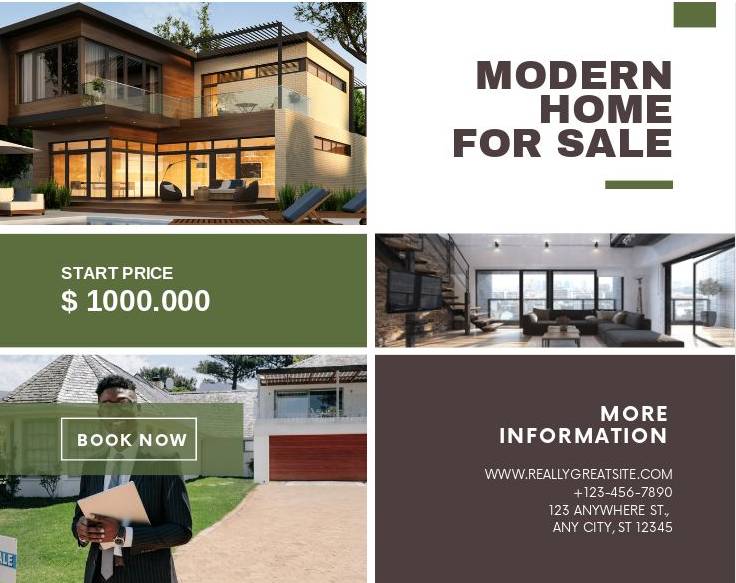 MODERN
HOME
FOR SALE
START PRICE
$ 1000.000
BOOK NOW
MORE
INFORMATION
WWW.REALLYGREATSITE.COM
+123-456-7890
123 ANYWHERE ST.,
ANY CITY, ST 12345
ALE